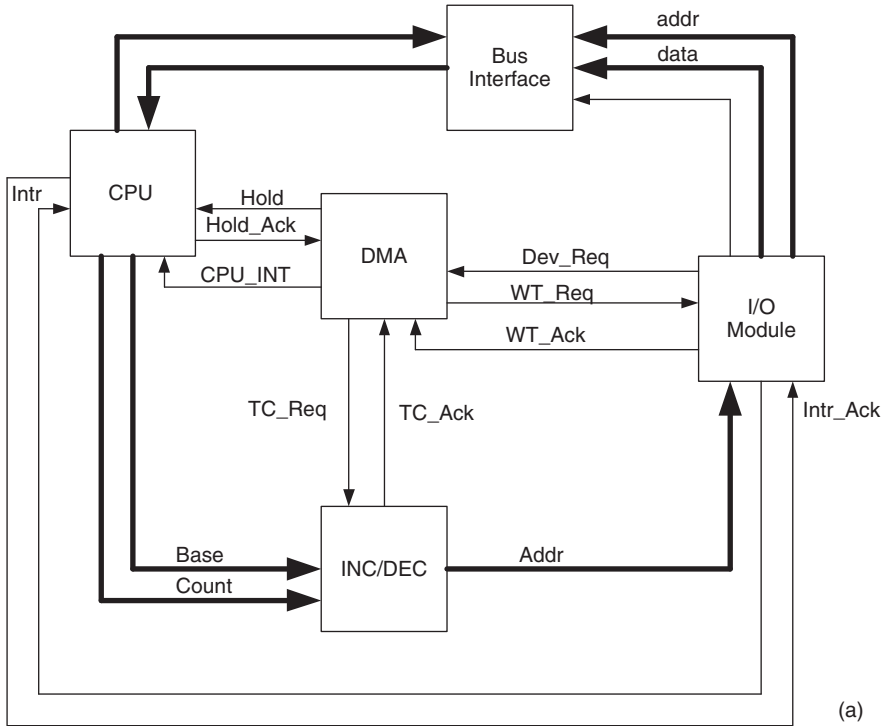 addr
Bus
Interface
data
Intr
CPU
Hold
Hold_Ack
CPU_INT
DMA
Dev_Req
WT_Req
WT_Ack
I/O
Module
TC_Req
TC_Ack
Intr_Ack
Base
Count
INC/DEC
Addr
(a)